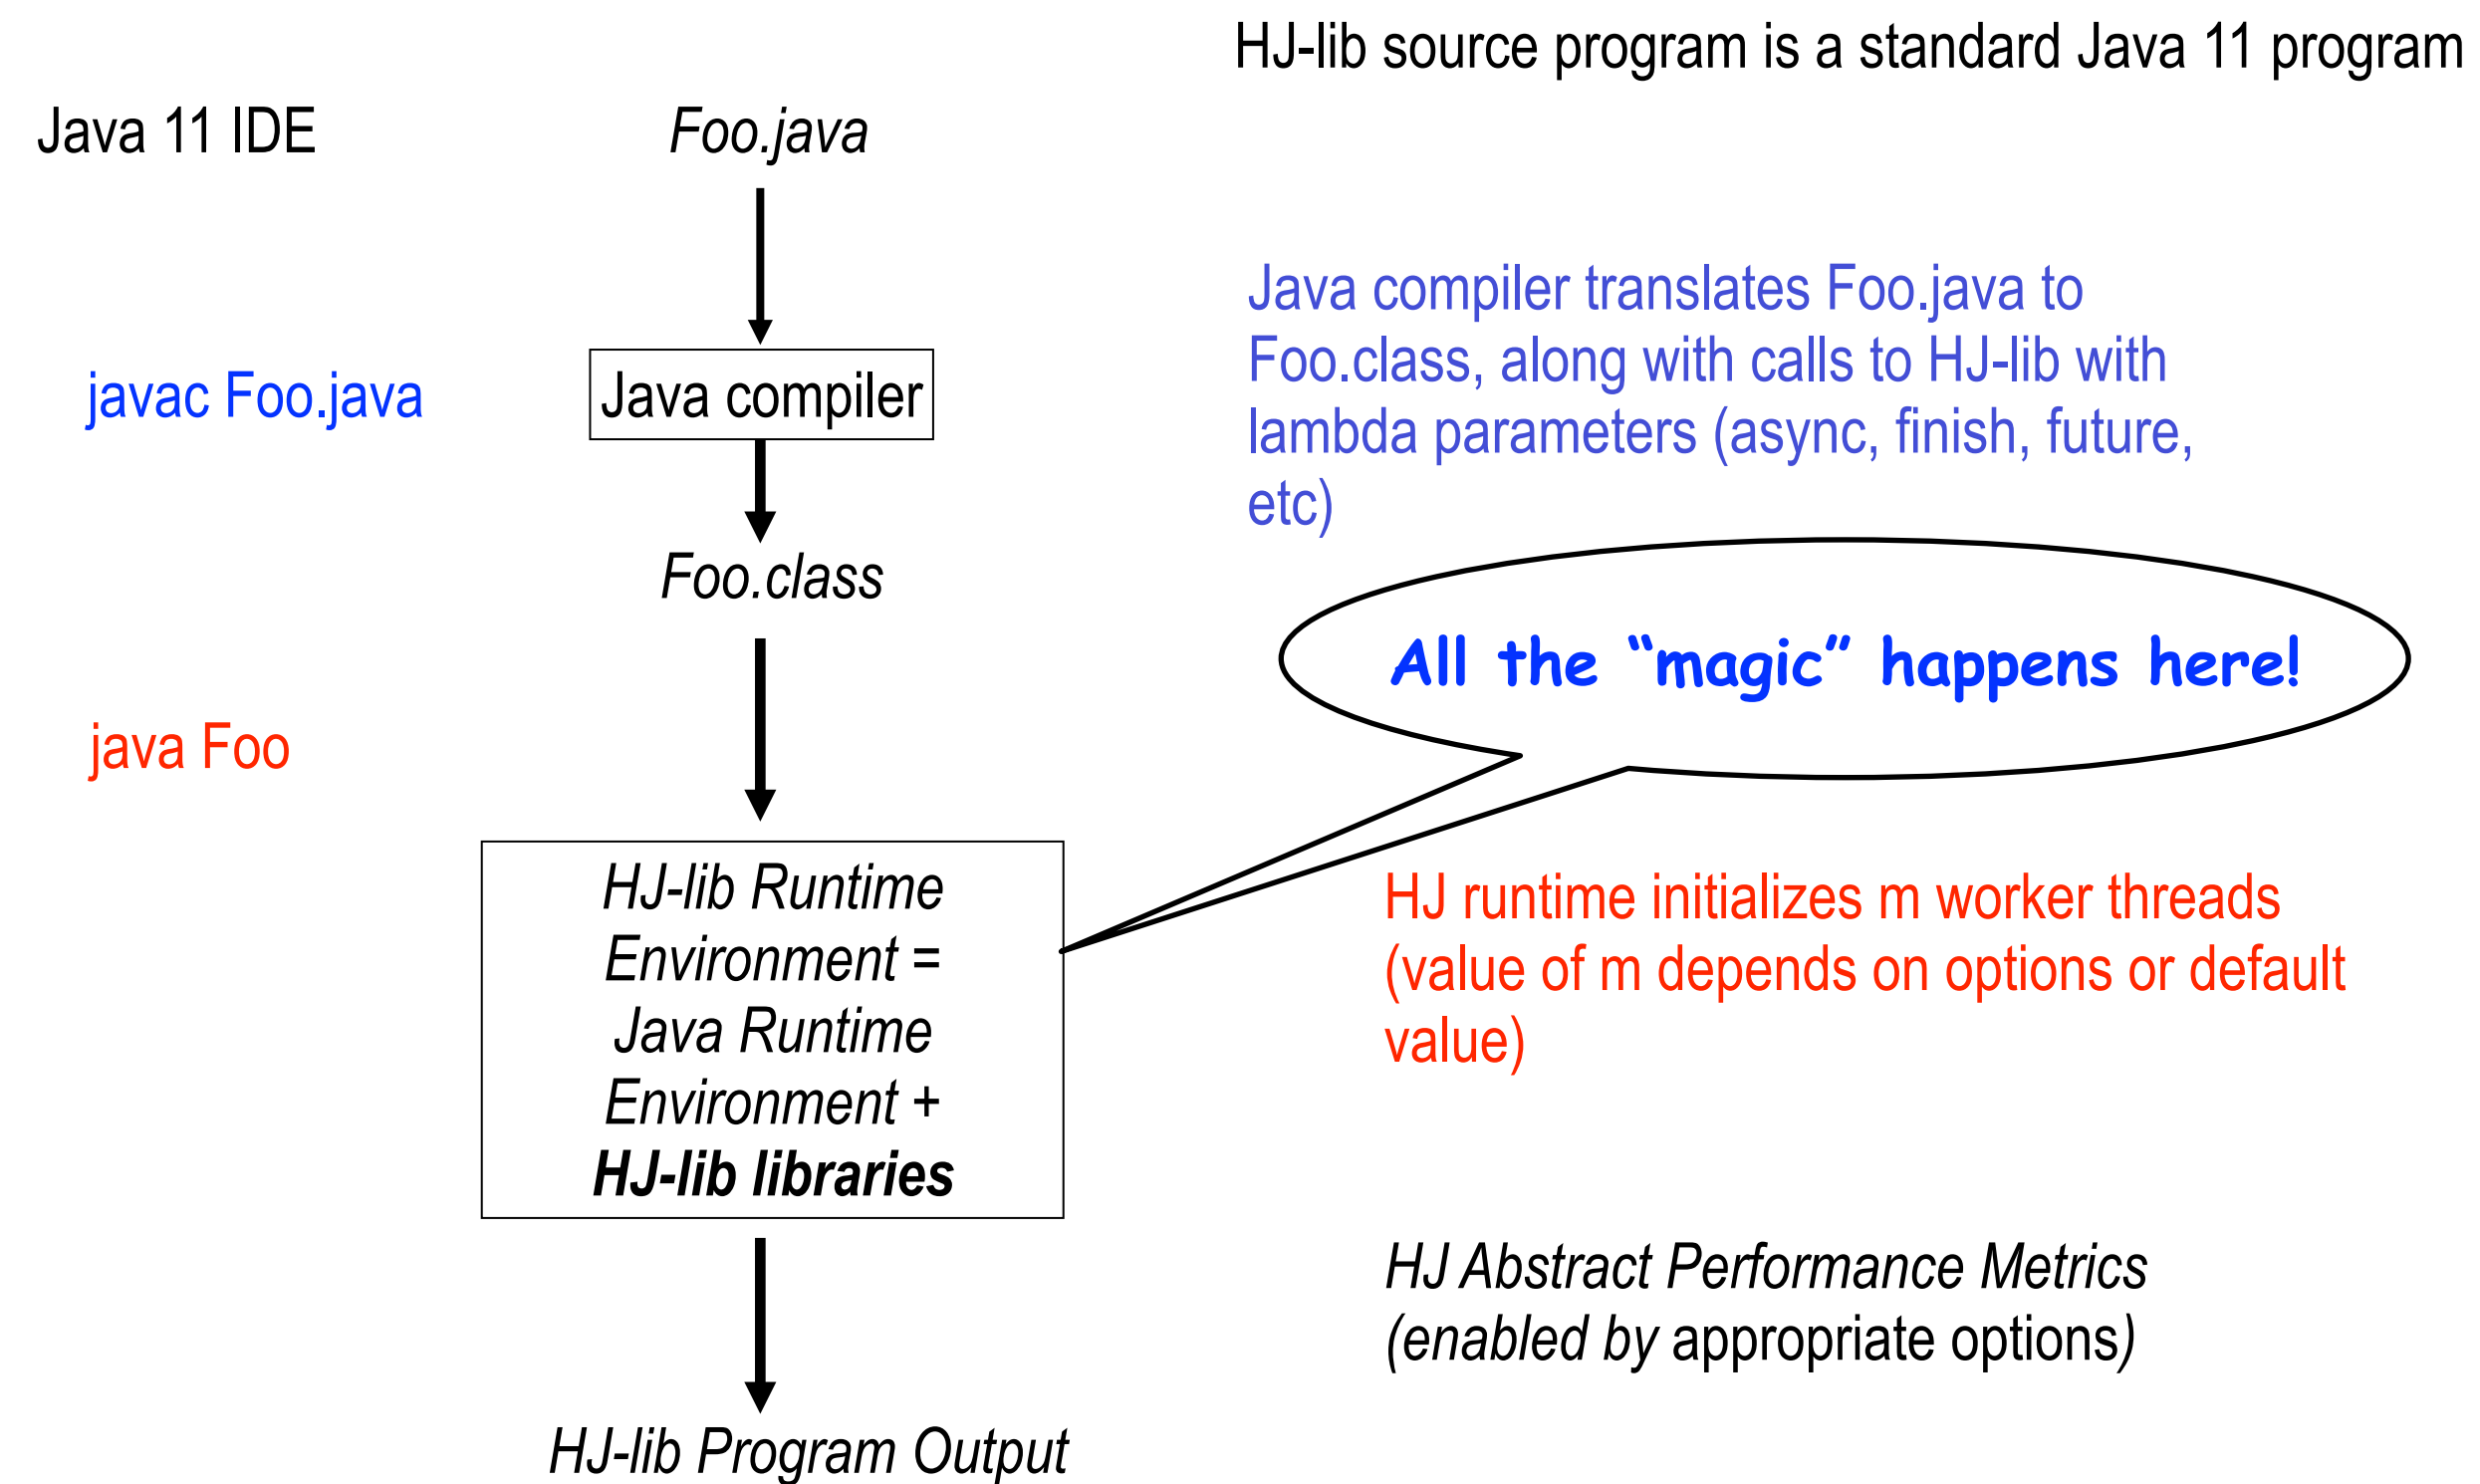 HJ-lib source program is a standard Java 11 program
Java 11 IDE
Foo.java
Java compiler translates Foo.java to
Foo.class, along with calls to HJ-lib with
lambda parameters (async, finish, future,
etc)
javac Foo.java
Java compiler
Foo.class
All the “magic” happens here!
java Foo
HJ-lib Runtime
Environment =
Java Runtime
Environment +
HJ-lib libraries
HJ runtime initializes m worker threads
(value of m depends on options or default
value)
HJ Abstract Performance Metrics
(enabled by appropriate options)
HJ-lib Program Output